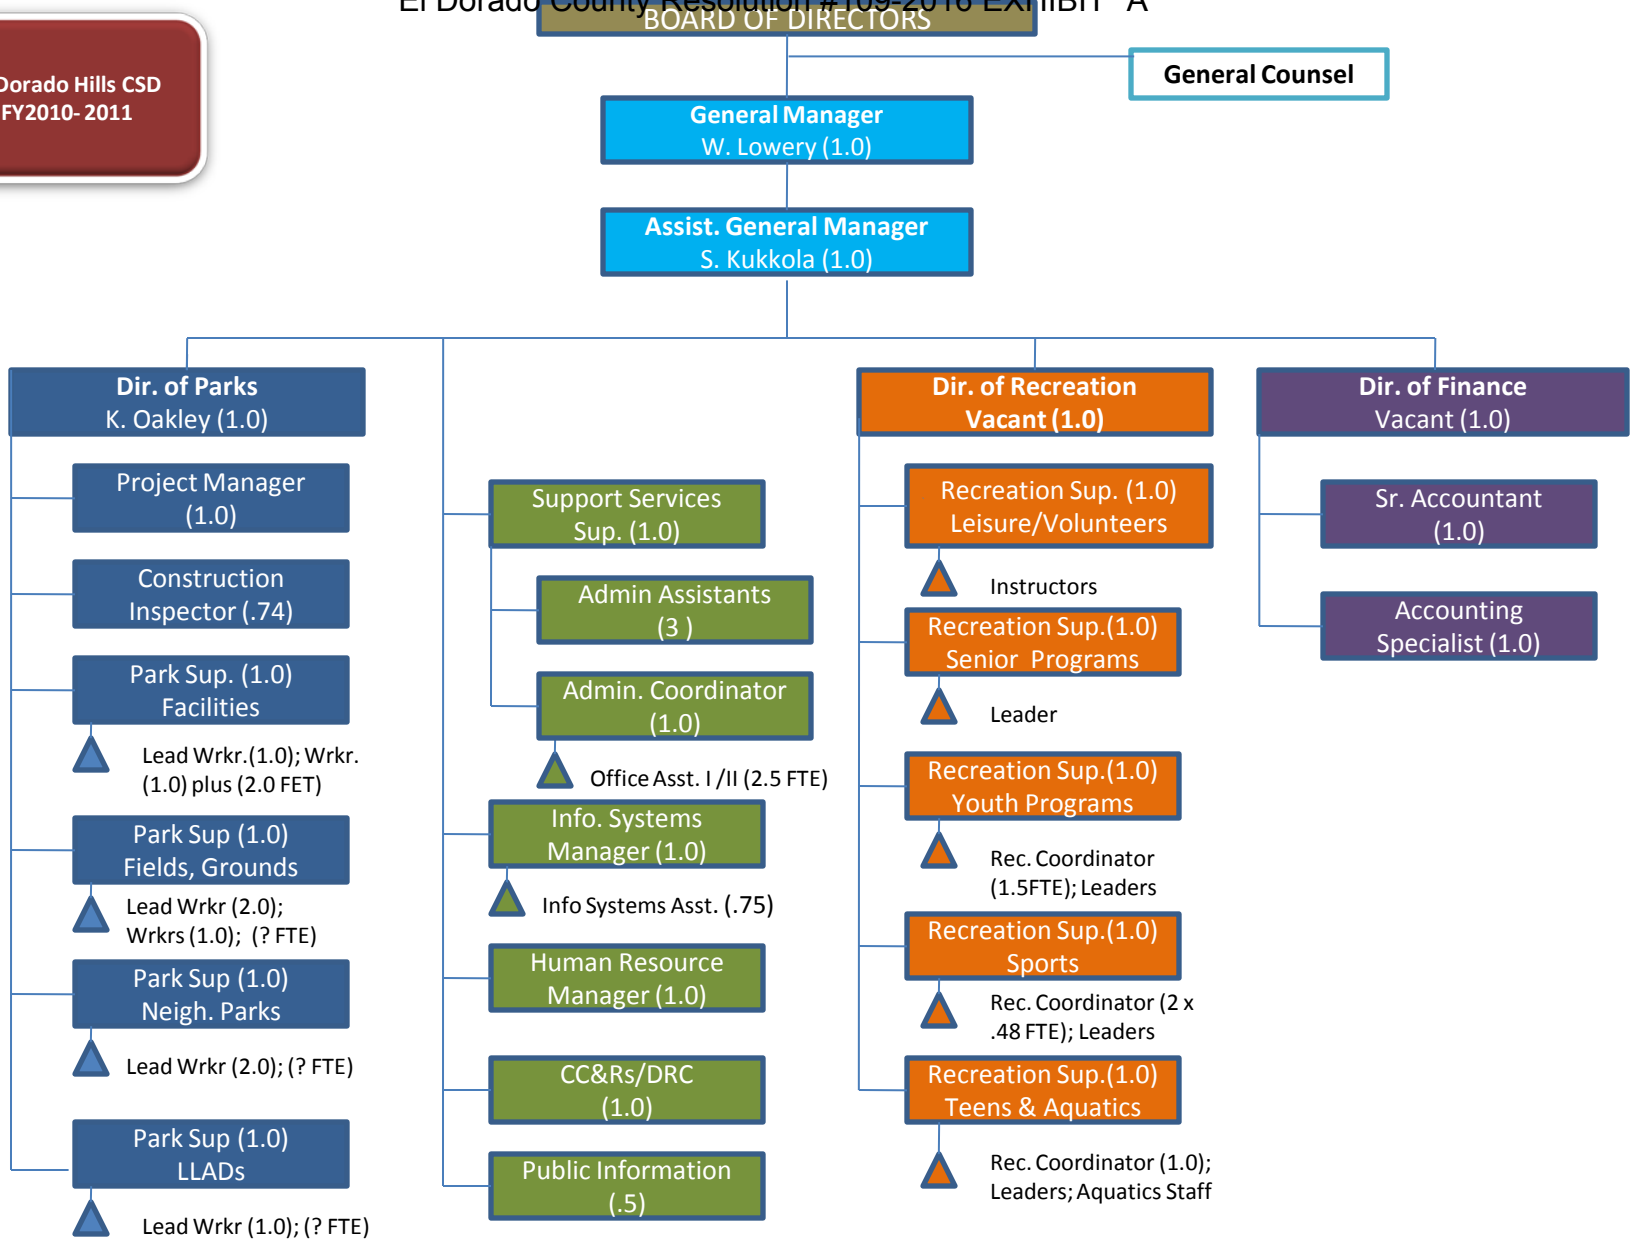 El Dorado County Resolution #109-2016 EXHIBIT "A"
BOARD OF DIRECTORS
Dorado Hills CSD
FY2010- 2011
General Counsel
General Manager
W. Lowery (1.0)
Assist. General Manager
S. Kukkola (1.0)
Dir. of Parks
K. Oakley (1.0)
Project Manager
(1.0)
Construction
Inspector (.74)
Park Sup. (1.0)
Facilities
Lead Wrkr.(1.0); Wrkr.
(1.0) plus (2.0 FET)
Park Sup (1.0)
Fields, Grounds
Lead Wrkr (2.0);
Wrkrs (1.0); (? FTE)
Park Sup (1.0)
Neigh. Parks
Lead Wrkr (2.0); (? FTE)
Park Sup (1.0)
LLADs
Lead Wrkr (1.0); (? FTE)
Support Services
Sup. (1.0)
Admin Assistants
(3 )
Admin. Coordinator
(1.0)
Office Asst. I /II (2.5 FTE)
Info. Systems
Manager (1.0)
Info Systems Asst. (.75)
Human Resource
Manager (1.0)
CC&Rs/DRC
(1.0)
Public Information
(.5)
Dir. of Recreation
Vacant (1.0)
Recreation Sup. (1.0)
Leisure/Volunteers
Instructors
Recreation Sup.(1.0)
Senior Programs
Leader
Recreation Sup.(1.0)
Youth Programs
Rec. Coordinator
(1.5FTE); Leaders
Recreation Sup.(1.0)
Sports
Rec. Coordinator (2 x
.48 FTE); Leaders
Recreation Sup.(1.0)
Teens & Aquatics
Rec. Coordinator (1.0);
Leaders; Aquatics Staff
Dir. of Finance
Vacant (1.0)
Sr. Accountant
(1.0)
Accounting
Specialist (1.0)